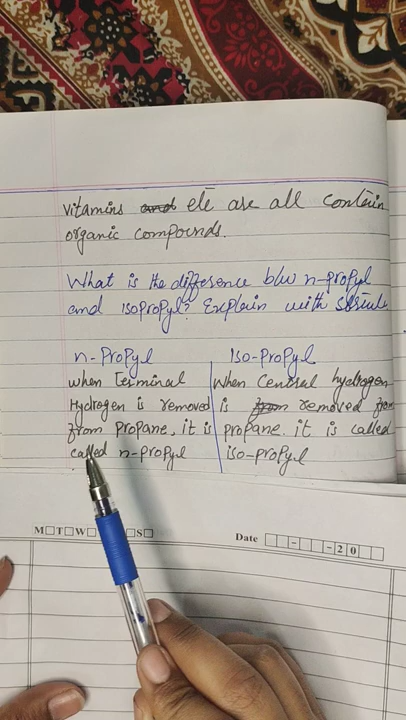 vitamins and etc are all contain
organic compounds.
What is the difference b/w n-propyl
and isopropyl? Explain with
n-Propyl
when Terminal
Hydrogen is removed
from propane, it is
called n-propyl
Iso-propyl
When Central hydrogen
is from removed from
propane. it is called
iso-propyl
M T W S
Date - -20